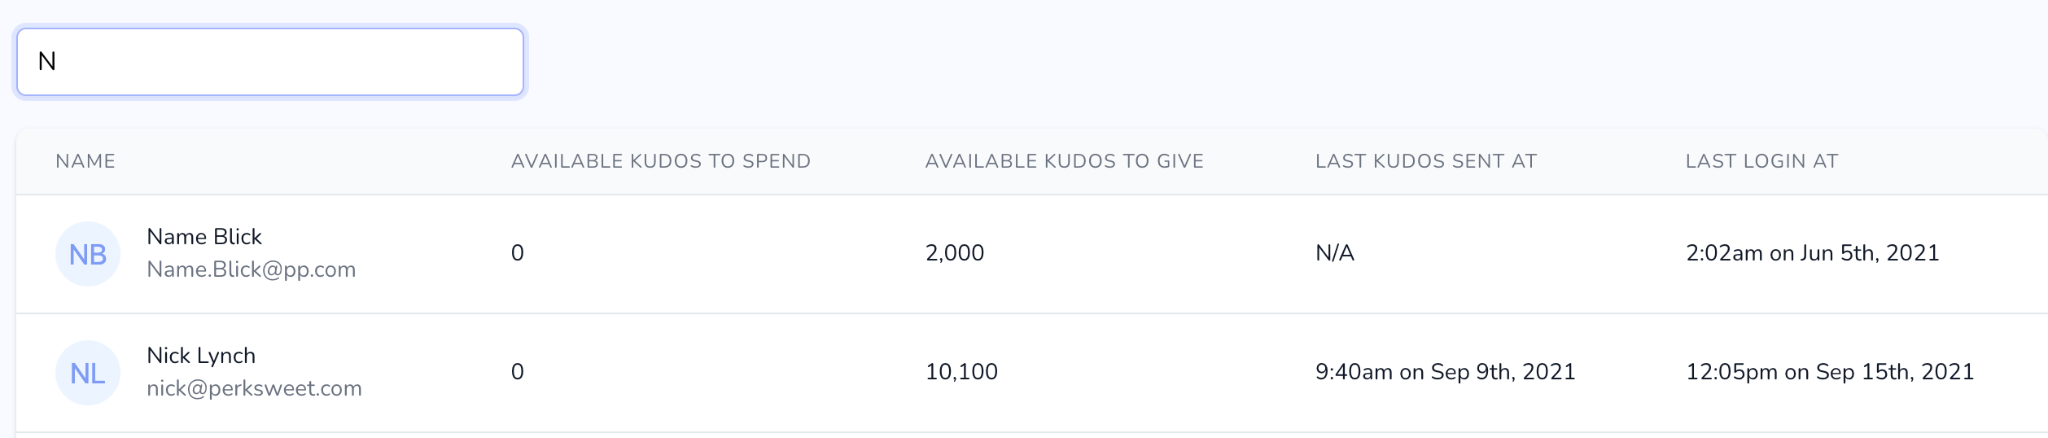 N
NAME AVAILABLE KUDOS TO SPEND AVAILABLE KUDOS TO GIVE LAST KUDOS SENT AT LAST LOGIN AT
NB Name Blick
Name.Blick@pp.com 0 2,000 N/A 2:02am on Jun 5th, 2021
NL Nick Lynch
nick@perksweet.com 0 10,100 9:40am on Sep 9th, 2021 12:05pm on Sep 15th, 2021